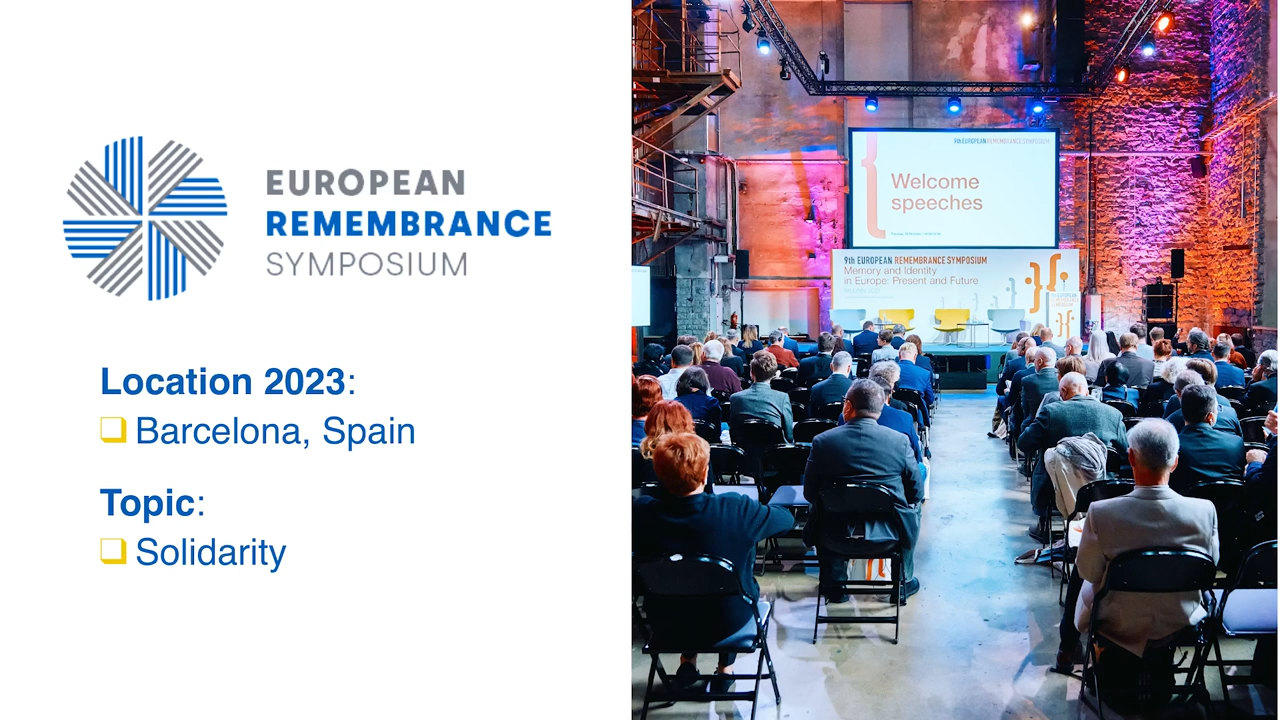 EUROPEAN
REMEMBRANCE
SYMPOSIUM
Location 2023:
Barcelona, Spain
Topic:
Solidarity
9th EUROPEAN REMEMBRANCE SYMPOSIUM
Welcome
speeches
9th EUROPEAN REMEMBRANCE SYMPOSIUM
Memory and Identity
in Europe: Present and Future